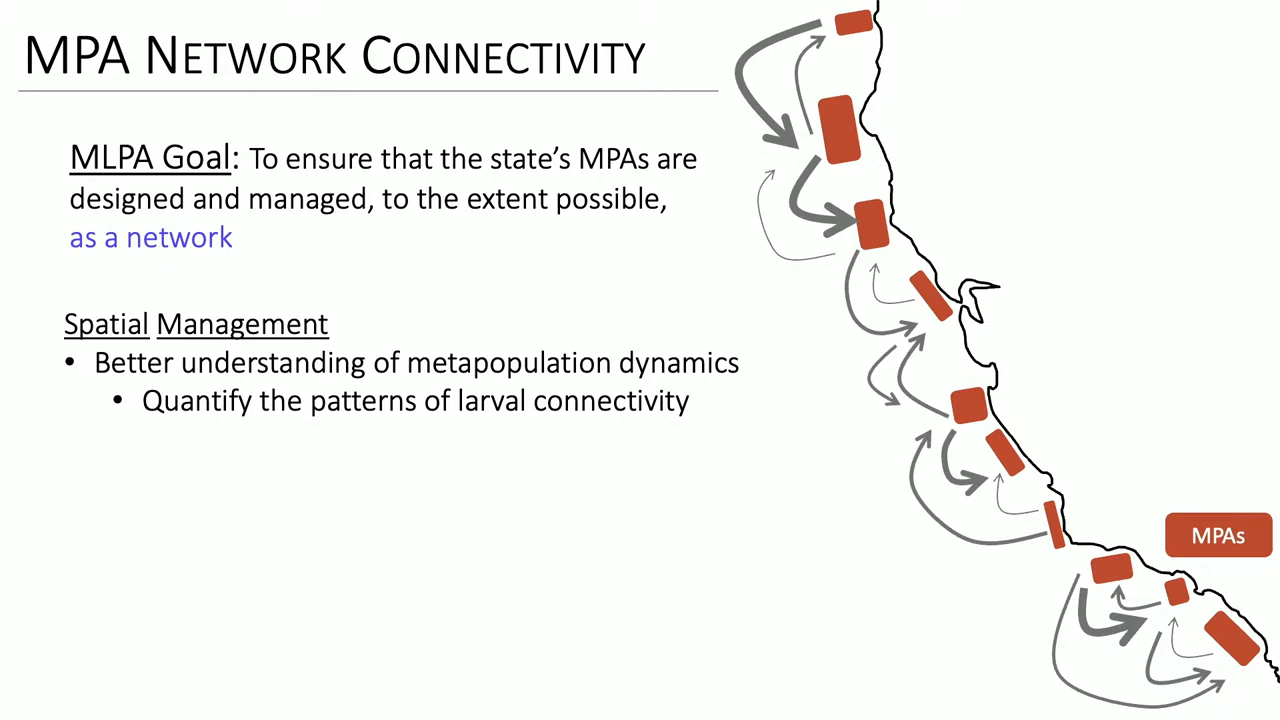 MPA NETWORK CONNECTIVITY
MLPA Goal: To ensure that the state's MPAs are
designed and managed, to the extent possible,
as a network
Spatial Management
• Better understanding of metapopulation dynamics
• Quantify the patterns of larval connectivity
MPAs